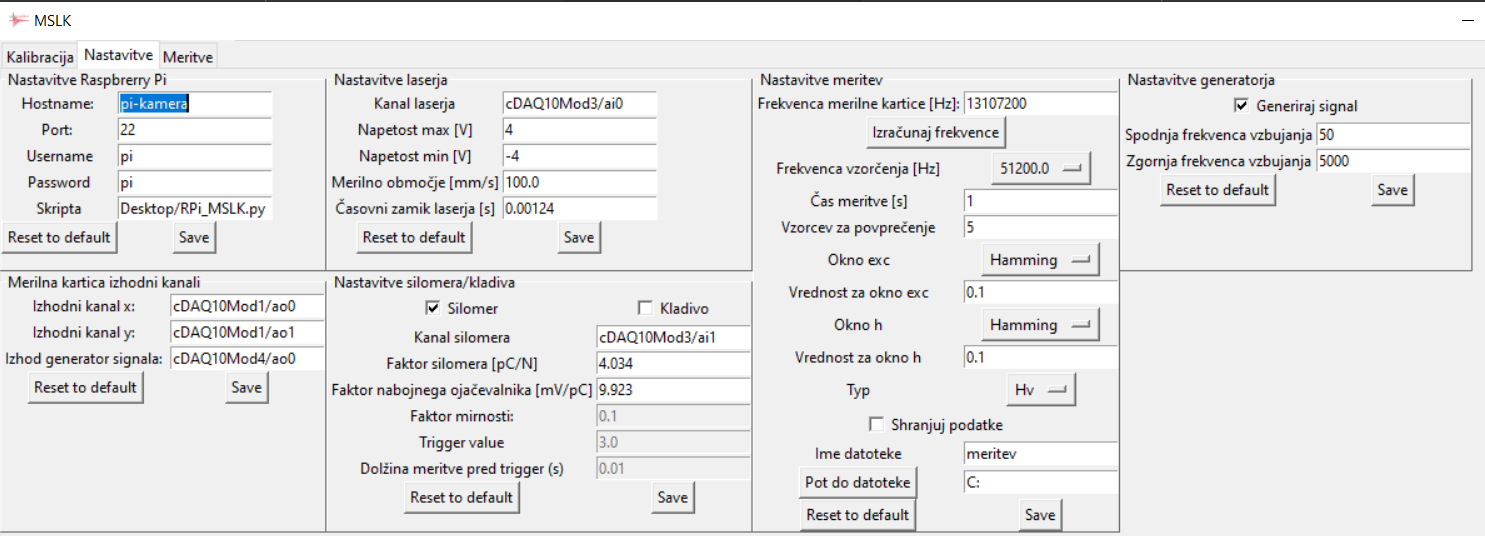 MSLK
Kalibracija Nastavitve Meritve
Nastavitve Raspbrerry Pi
Hostname: pi-kamera
Port: 22
Username pi
Password pi
Skripta Desktop/RPi_MSLK.py
Reset to default Save
Nastavitve laserja
Kanal laserja cDAQ10Mod3/ai0
Napetost max [V] 4
Napetost min [V] -4
Merilno območje [mm/s] 100.0
Časovni zamik laserja [s] 0.00124
Reset to default Save
Merilna kartica izhodni kanali
Izhodni kanal x: cDAQ10Mod1/ao0
Izhodni kanal y: cDAQ10Mod1/ao1
Izhod generator signala: cDAQ10Mod4/ao0
Reset to default Save
Nastavitve silomera/kladiva
Silomer Kladivo
Kanal silomera cDAQ10Mod3/ai1
Faktor silomera [pC/N] 4.034
Faktor nabojnega ojačevalnika [mV/pC] 9.923
Faktor mirnosti: 0.1
Trigger value 3.0
Dolžina meritve pred trigger (s) 0.01
Reset to default Save
Nastavitve meritev
Frekvenca merilne kartice [Hz]: 13107200
Izračunaj frekvence
Frekvenca vzorčenja [Hz] 51200.0
Čas meritve [s] 1
Vzorcev za povprečenje 5
Okno exc Hamming
Vrednost za okno exc 0.1
Okno h Hamming
Vrednost za okno h 0.1
Typ Hv
Shranjuj podatke
Ime datoteke meritev
Pot do datoteke C:
Reset to default Save
Nastavitve generatorja
Generiraj signal
Spodnja frekvenca vzbujanja 50
Zgornja frekvenca vzbujanja 5000
Reset to default Save